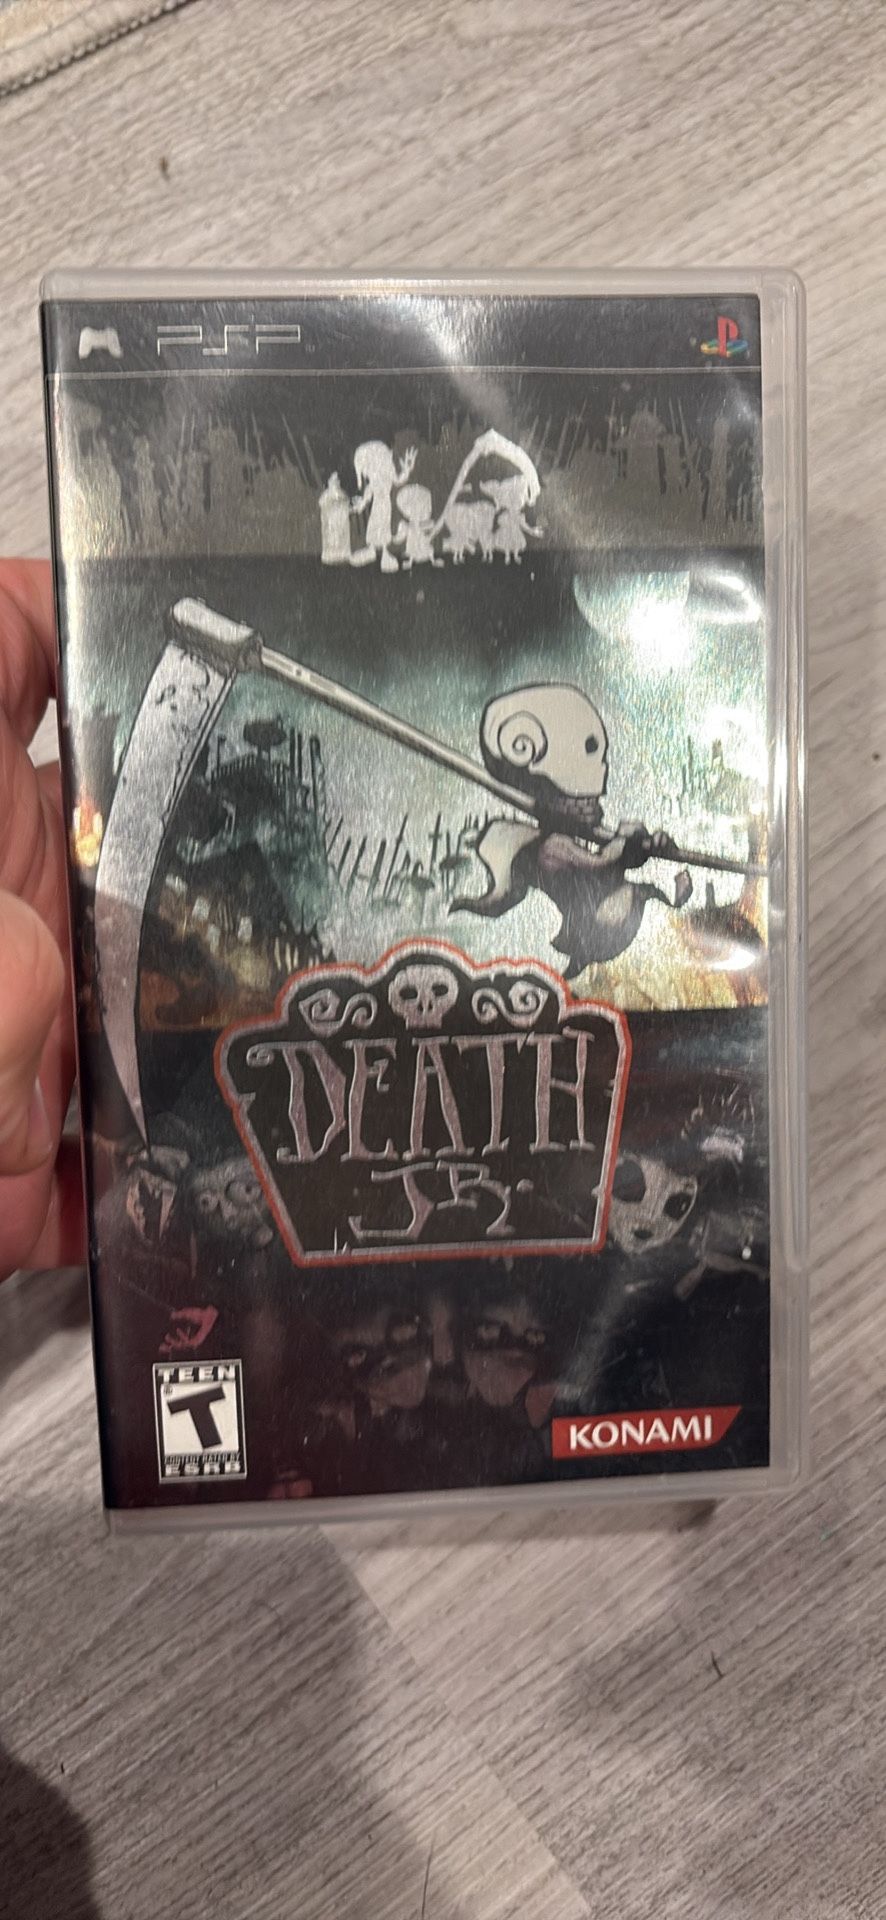 PSP
DEATH
JR.
TEEN
T
CONTENT RATED BY
ESRB
KONAMI